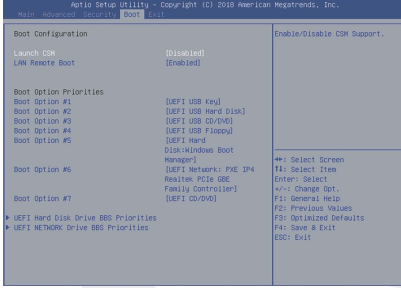 Aptio Setup Utility - Copyright (C) 2018 American Megatrends, Inc.
Main Advanced Security Boot Exit
Boot Configuration
Launch CSM [Disabled]
LAN Remote Boot [Enabled]
Boot Option Priorities
Boot Option #1 [UEFI USB Key]
Boot Option #2 [UEFI USB Hard Disk]
Boot Option #3 [UEFI USB CD/DVD]
Boot Option #4 [UEFI USB Floppy]
Boot Option #5 [UEFI Hard
Disk:Windows Boot
Manager]
Boot Option #6 [UEFI Network: PXE IP4
Realtek PCIe GBE
Family Controller]
Boot Option #7 [UEFI CD/DVD]
UEFI Hard Disk Drive BBS Priorities
UEFI NETWORK Drive BBS Priorities
Enable/Disable CSM Support.
: Select Screen
: Select Item
Enter: Select
+/-: Change Opt.
F1: General Help
F2: Previous Values
F3: Optimized Defaults
F4: Save & Exit
ESC: Exit